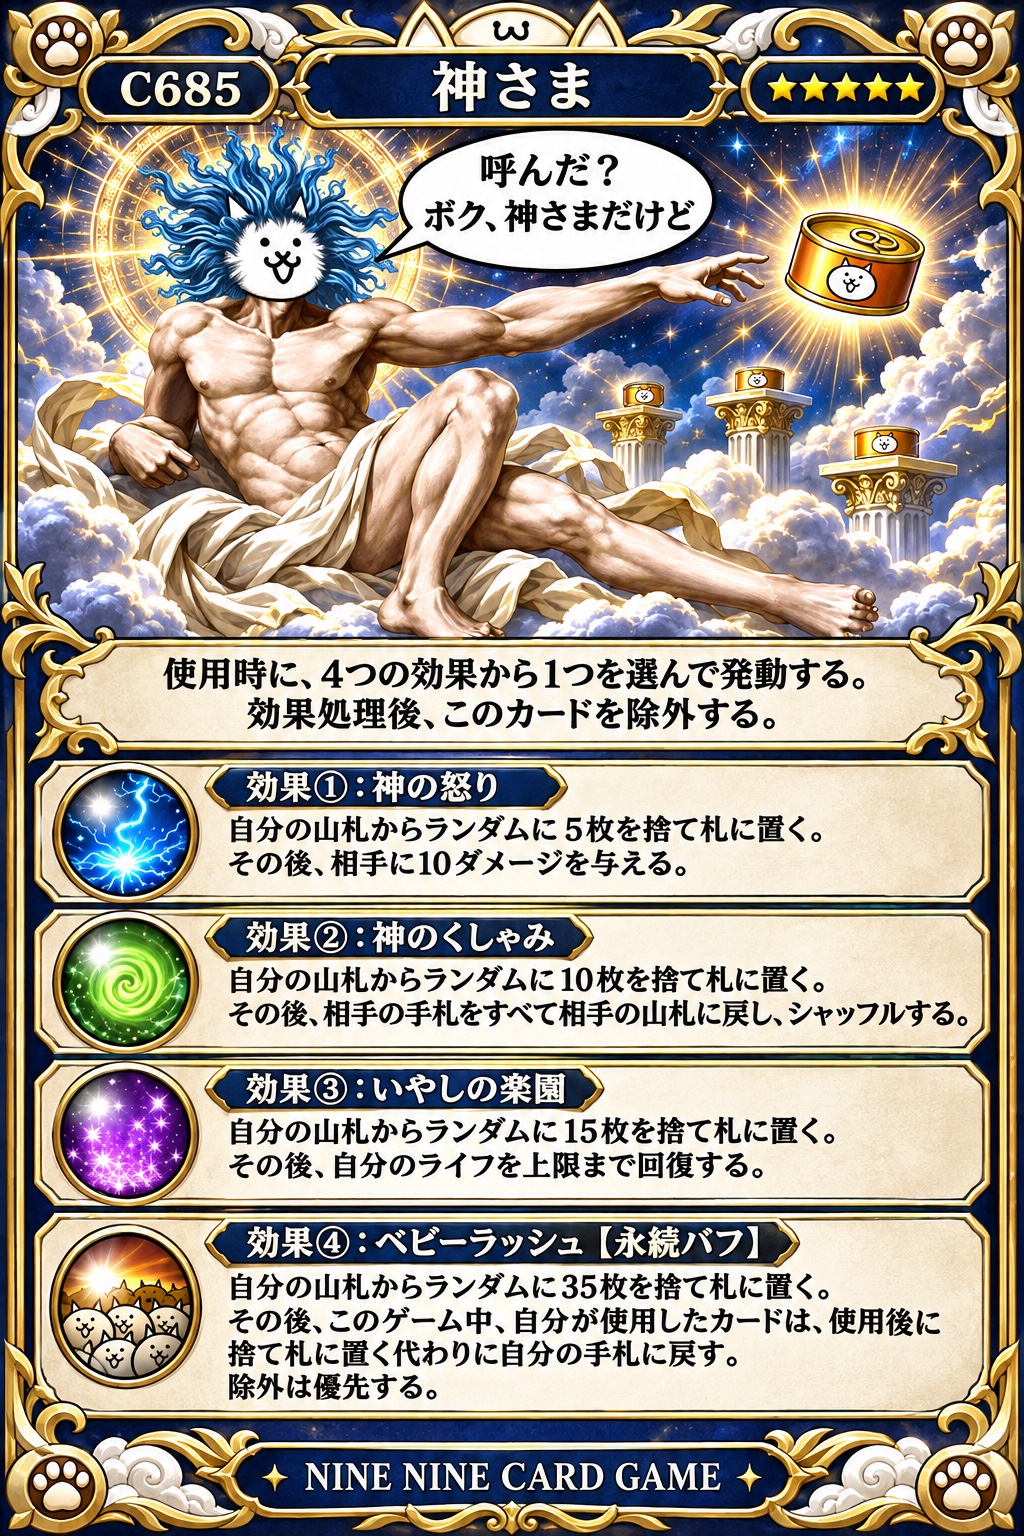 C685
神さま
★★★★★
呼んだ？
ボク、神さまだけど
使用時に、4つの効果から1つを選んで発動する。
効果処理後、このカードを除外する。
効果①：神の怒り
自分の山札からランダムに5枚を捨て札に置く。
その後、相手に10ダメージを与える。
効果②：神のくしゃみ
自分の山札からランダムに10枚を捨て札に置く。
その後、相手の手札をすべて相手の山札に戻し、シャッフルする。
効果③：いやしの楽園
自分の山札からランダムに15枚を捨て札に置く。
その後、自分のライフを上限まで回復する。
効果④：ベビーラッシュ【永続バフ】
自分の山札からランダムに35枚を捨て札に置く。
その後、このゲーム中、自分が使用したカードは、使用後に
捨て札に置く代わりに自分の手札に戻す。
除外は優先する。
NINE NINE CARD GAME